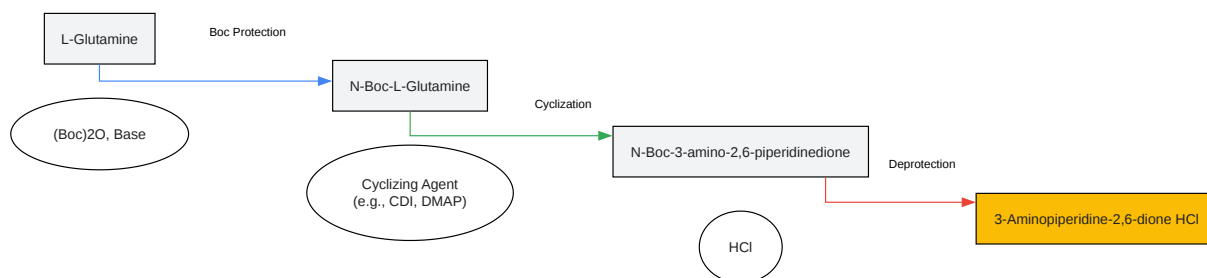 L-Glutamine
Boc Protection
(Boc)2O, Base
N-Boc-L-Glutamine
Cyclization
Cyclizing Agent
(e.g., CDI, DMAP)
N-Boc-3-amino-2,6-piperidinedione
Deprotection
HCl
3-Aminopiperidine-2,6-dione HCl